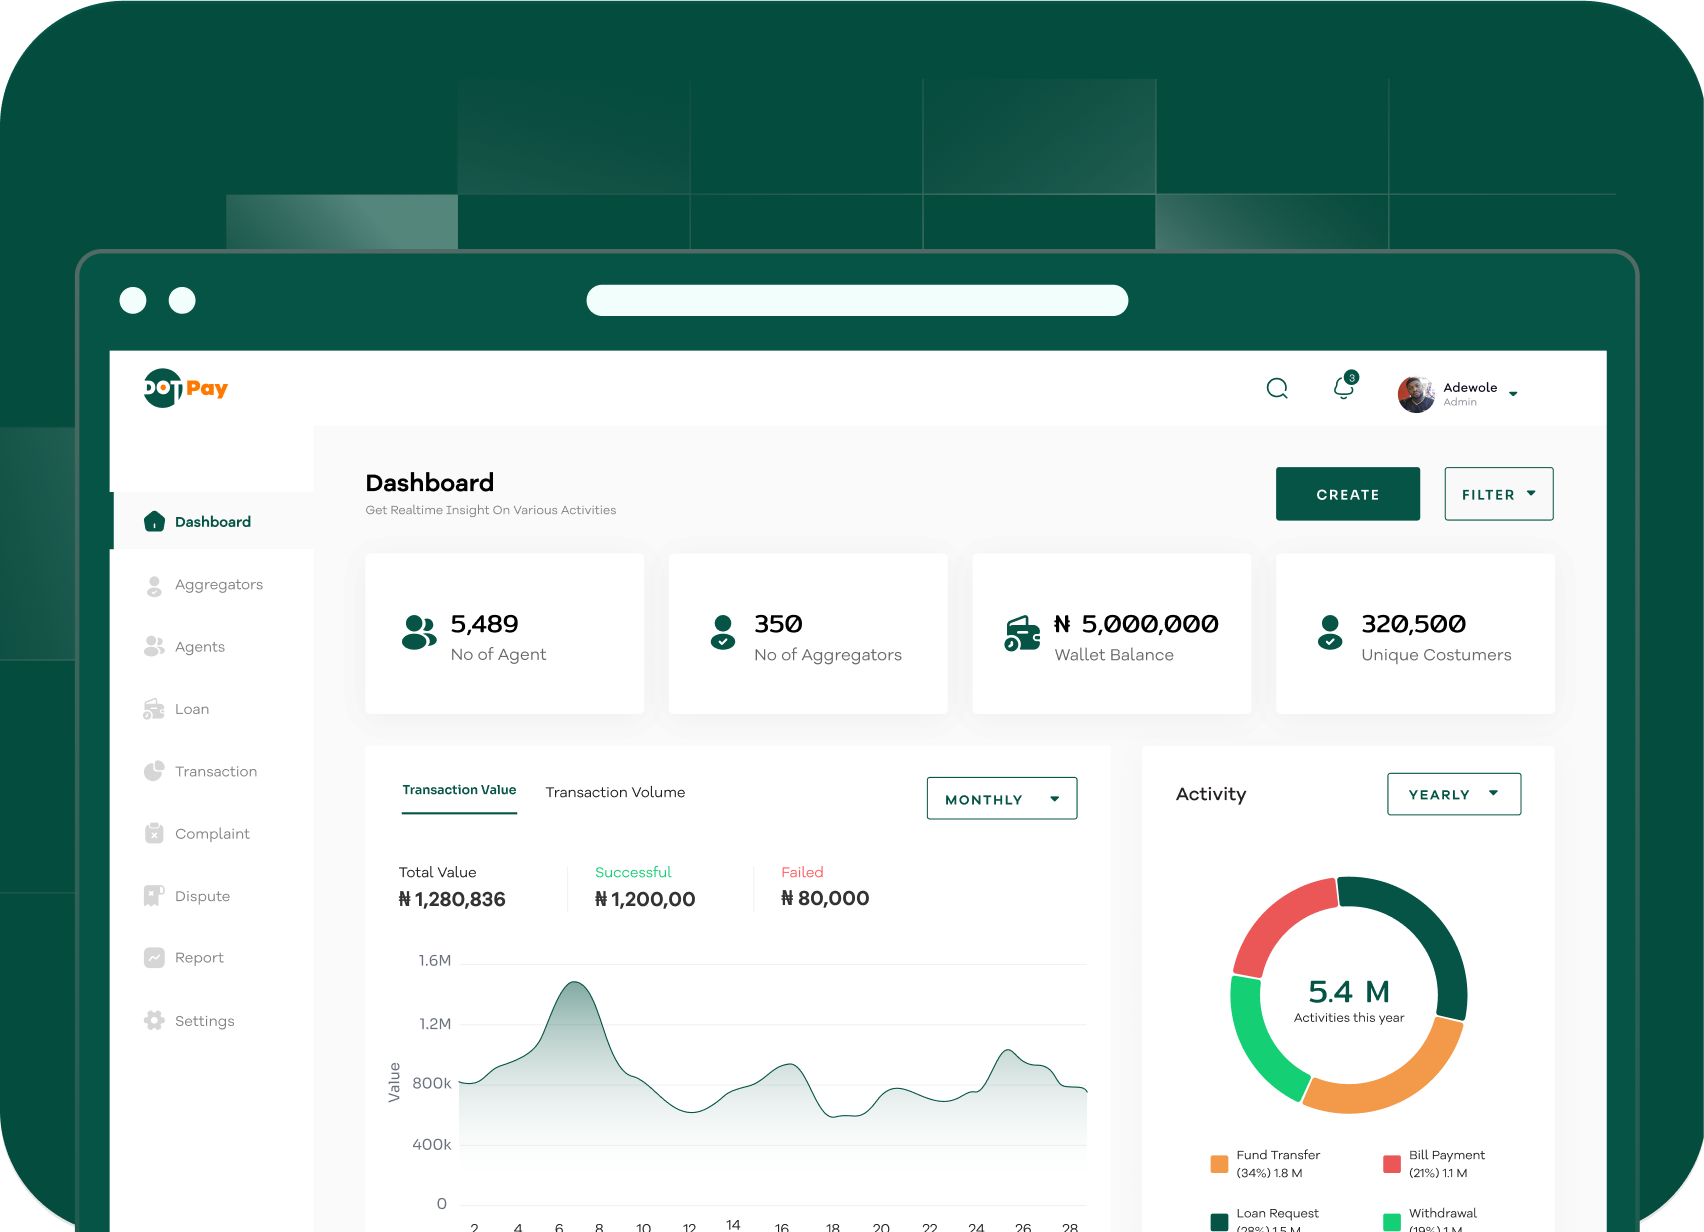 DOT Pay
3
Adewole
Admin
Dashboard
Get Realtime Insight On Various Activities
CREATE
FILTER
Dashboard
Aggregators
Agents
Loan
Transaction
Complaint
Dispute
Report
Settings
5,489
No of Agent
350
No of Aggregators
₦ 5,000,000
Wallet Balance
320,500
Unique Costumers
Transaction Value
Transaction Volume
MONTHLY
Total Value
₦ 1,280,836
Successful
₦ 1,200,00
Failed
₦ 80,000
1.6M
1.2M
800k
400k
0
Value
2 4 6 8 10 12 14 16 18 20 22 24 26 28
Activity
YEARLY
5.4 M
Activities this year
Fund Transfer
(34%) 1.8 M
Bill Payment
(21%) 1.1 M
Loan Request
(28%) 1.5 M
Withdrawal
(19%) 1 M